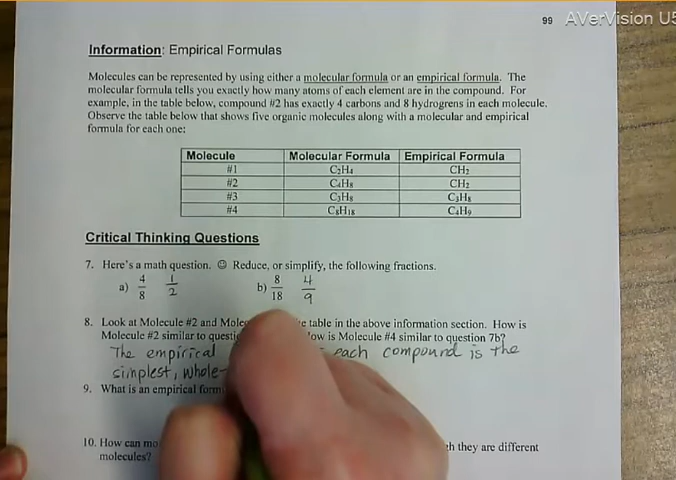 99 AVerVision U5
Information: Empirical Formulas
Molecules can be represented by using either a molecular formula or an empirical formula. The
molecular formula tells you exactly how many atoms of each element are in the compound. For
example, in the table below, compound #2 has exactly 4 carbons and 8 hydrogens in each molecule.
Observe the table below that shows five organic molecules along with a molecular and empirical
formula for each one:
Molecule Molecular Formula Empirical Formula
#1 C₂H₄ CH₂
#2 C₄H₈ CH₂
#3 C₃H₈ C₃H₈
#4 C₈H₁₈ C₄H₉
Critical Thinking Questions
7. Here's a math question. ☺ Reduce, or simplify, the following fractions.
a) 4/8 1/2 b) 8/18 4/9
8. Look at Molecule #2 and table in the above information section. How is
Molecule #2 similar to is Molecule #4 similar to question 7b?
The empirical each compound is the
simplest, whole-
9. What is an empirical
10. How can they are different
molecules?